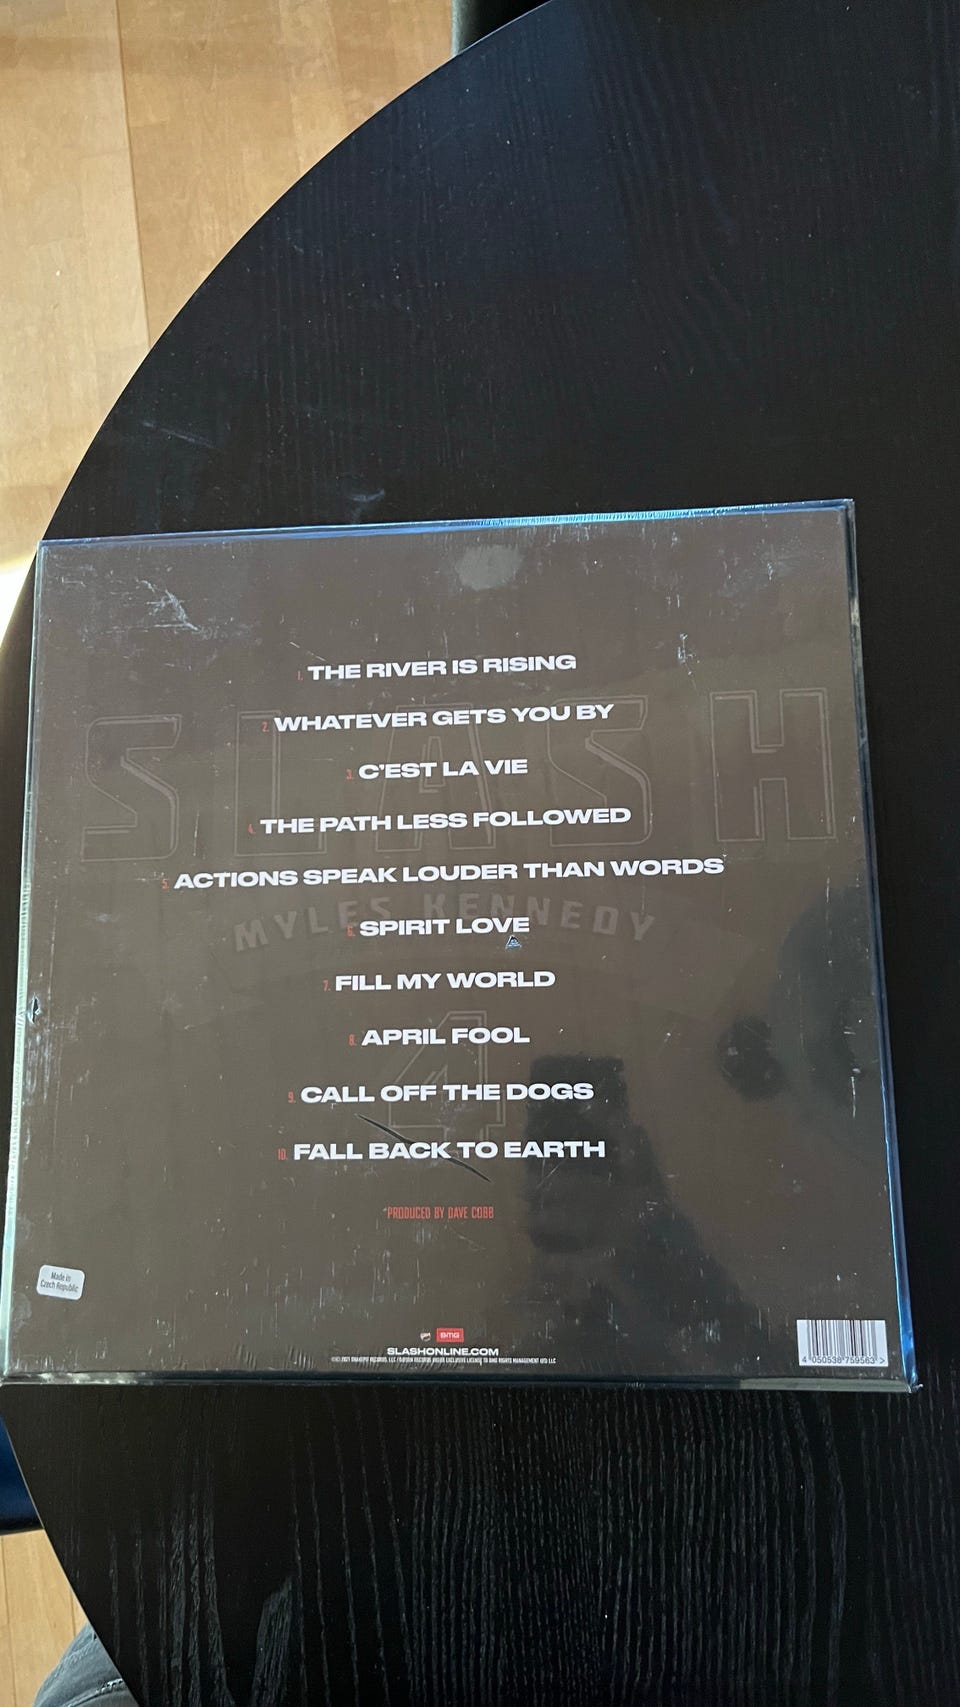 1. THE RIVER IS RISING
2. WHATEVER GETS YOU BY
3. C'EST LA VIE
4. THE PATH LESS FOLLOWED
5. ACTIONS SPEAK LOUDER THAN WORDS
6. SPIRIT LOVE
7. FILL MY WORLD
8. APRIL FOOL
9. CALL OFF THE DOGS
10. FALL BACK TO EARTH
SLASH
MYLES KENNEDY
4
PRODUCED BY DAVE COBB
Made in
Czech Republic
BMG
SLASHONLINE.COM
4 050538 759563 >